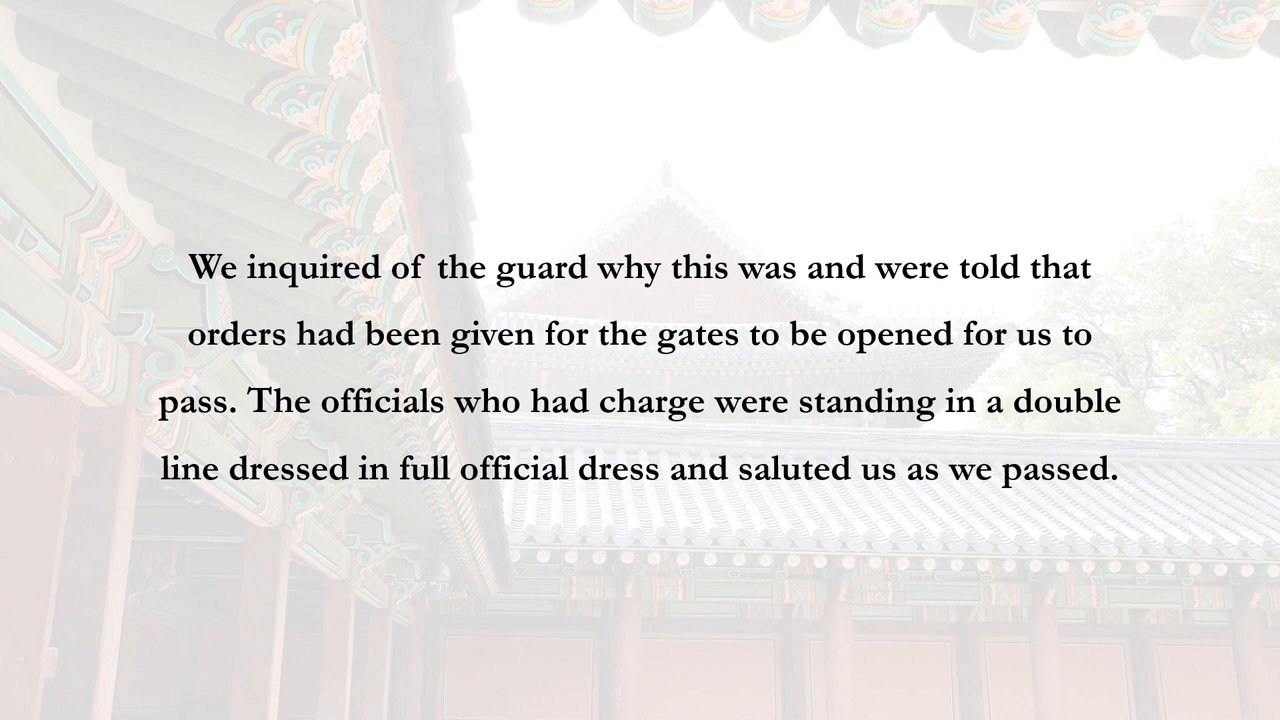 We inquired of the guard why this was and were told that
orders had been given for the gates to be opened for us to
pass. The officials who had charge were standing in a double
line dressed in full official dress and saluted us as we passed.